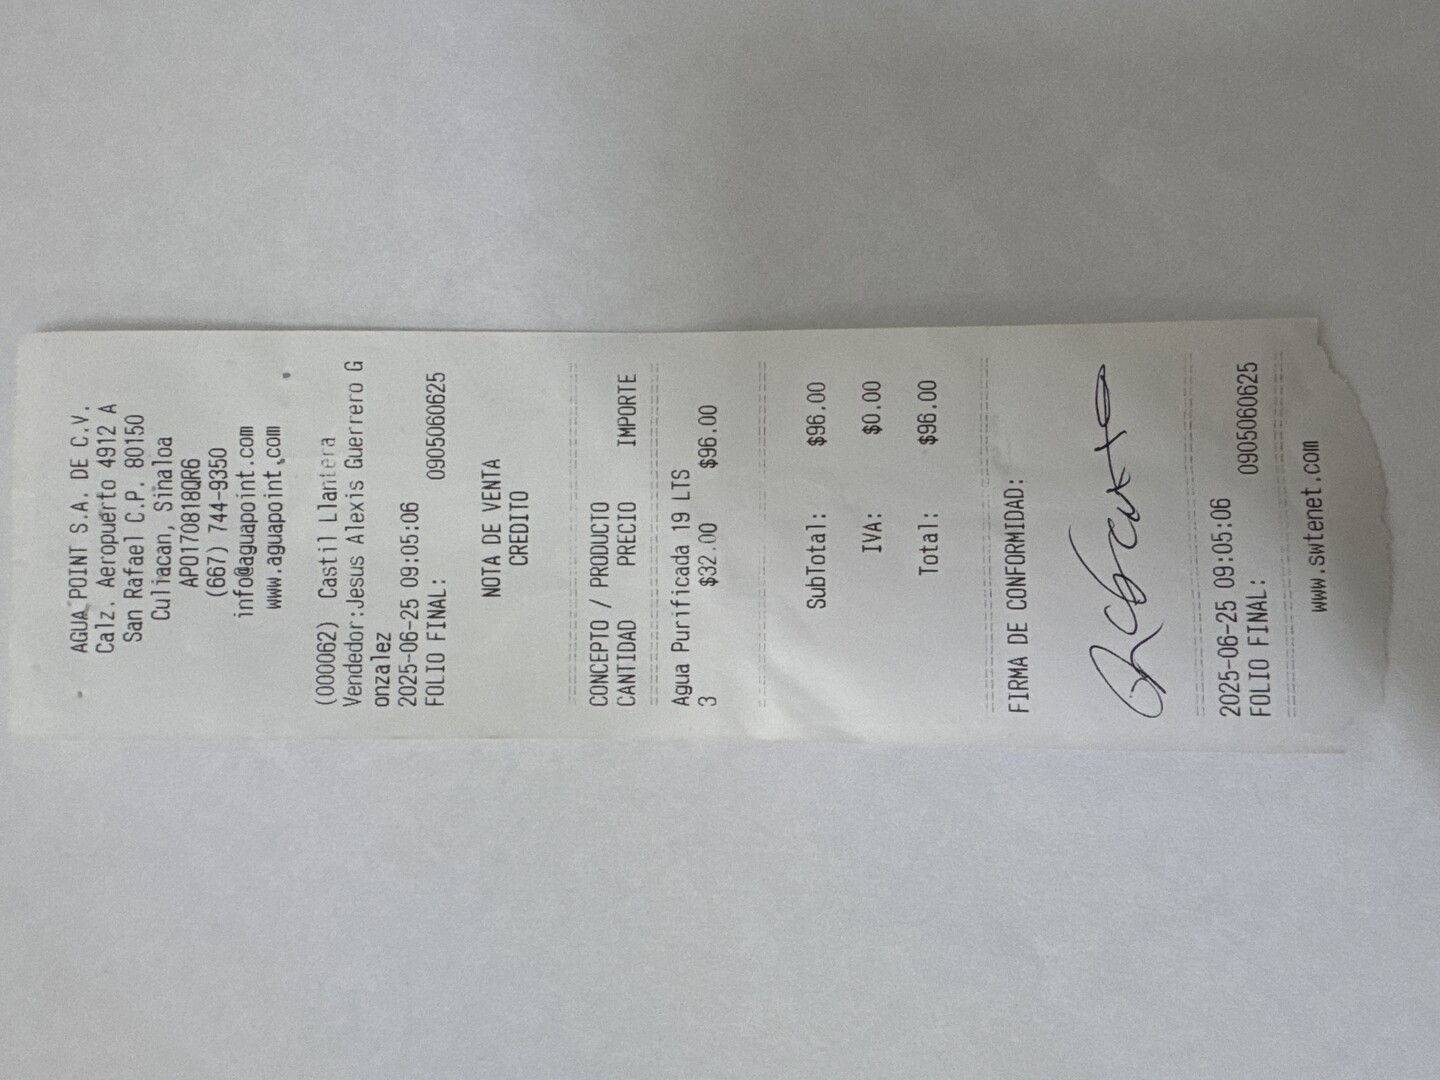 AGUA POINT S.A. DE C.V.
Calz. Aeropuerto 4912 A
San Rafael C.P. 80150
Culiacan, Sinaloa
APO170818QR6
(667) 744-9350
info@aguapoint.com
www.aguapoint.com
(000062) Castil Llantera
Vendedor:Jesus Alexis Guerrero G
onzalez
2025-06-25 09:05:06
FOLIO FINAL: 0905060625
NOTA DE VENTA
CREDITO
CONCEPTO / PRODUCTO
CANTIDAD PRECIO IMPORTE
Agua Purificada 19 LTS
3 $32.00 $96.00
SubTotal: $96.00
IVA: $0.00
Total: $96.00
FIRMA DE CONFORMIDAD:
2025-06-25 09:05:06
FOLIO FINAL: 0905060625
www.swtenet.com